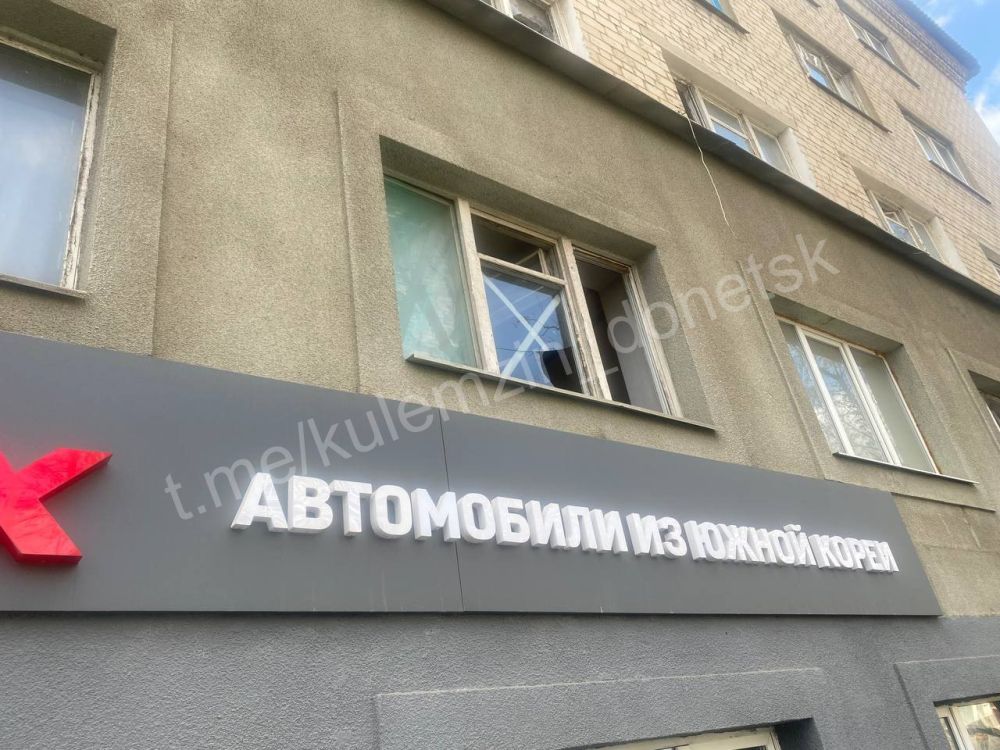 t.me/kulemzin_donetsk
Х АВТОМОБИЛИ ИЗ ЮЖНОЙ КОРЕИ